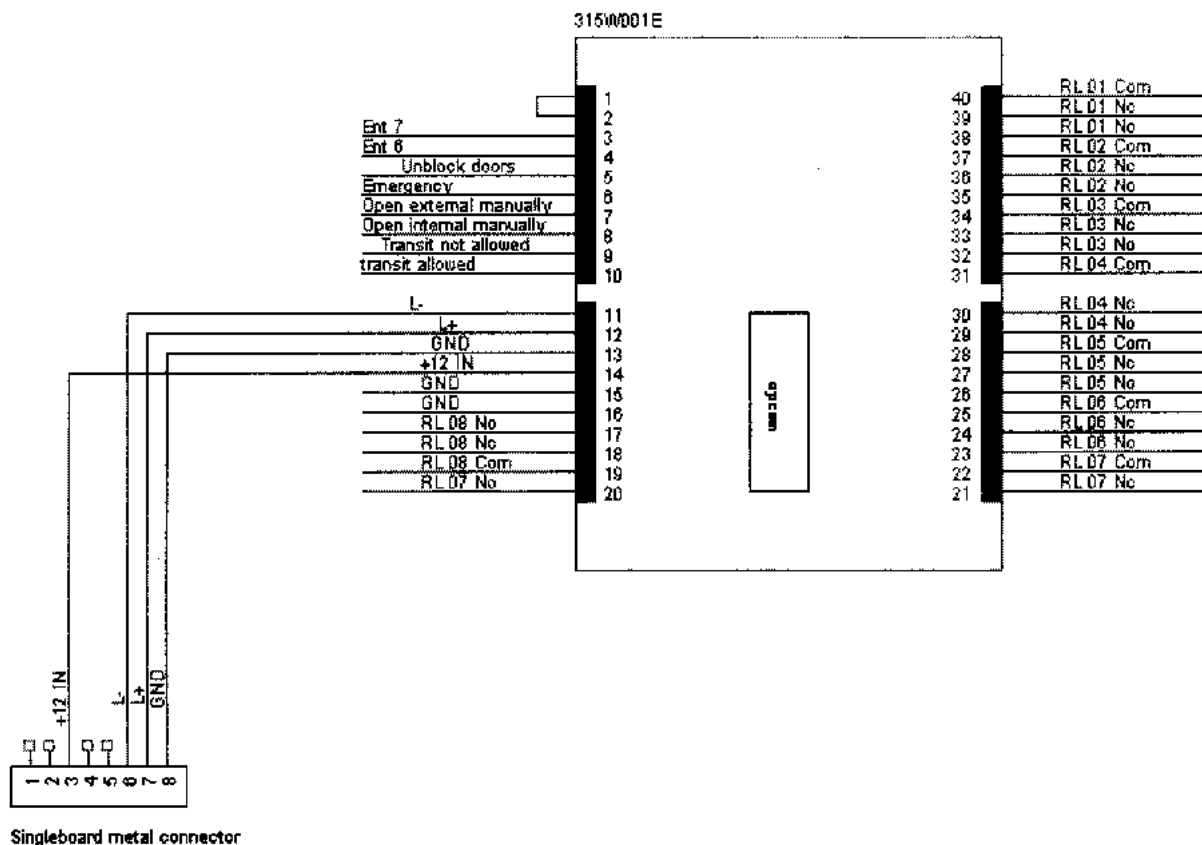 315W001E
1 40 RL 01 Com
2 39 RL 01 Nc
Ent 7 3 38 RL 01 No
Ent 6 4 37 RL 02 Com
Unblock doors 5 36 RL 02 Nc
Emergency 6 35 RL 02 No
Open external manually 7 34 RL 03 Com
Open internal manually 8 33 RL 03 Nc
Transit not allowed 9 32 RL 03 No
transit allowed 10 31 RL 04 Com
L- 11 30 RL 04 Nc
L+ 12 29 RL 04 No
GND 13 28 RL 05 Com
+12 IN 14 27 RL 05 Nc
GND 15 26 RL 05 No
GND 16 25 RL 06 Com
RL 08 No 17 24 RL 06 Nc
RL 08 Nc 18 23 RL 06 No
RL 08 Com 19 22 RL 07 Com
RL 07 No 20 21 RL 07 Nc
+12 IN L- L+ GND
1 2 3 4 5 6 7 8
Singleboard metal connector